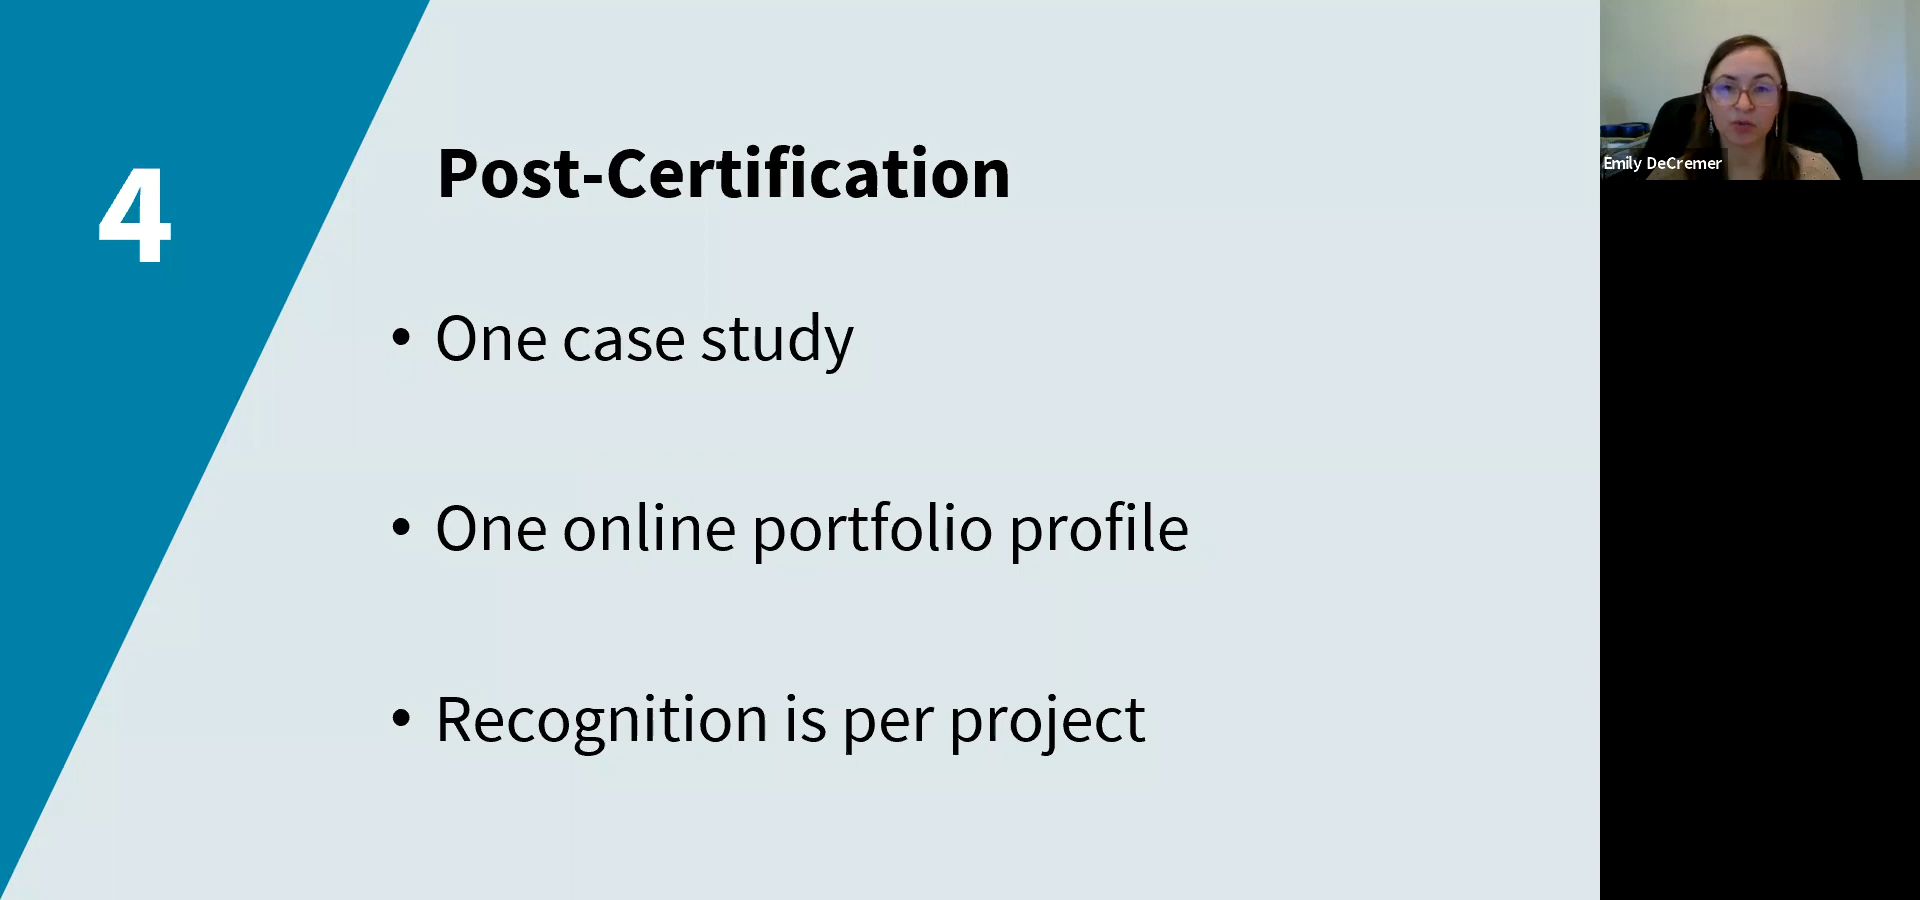 4
Post-Certification
• One case study
• One online portfolio profile
• Recognition is per project
Emily DeCremer